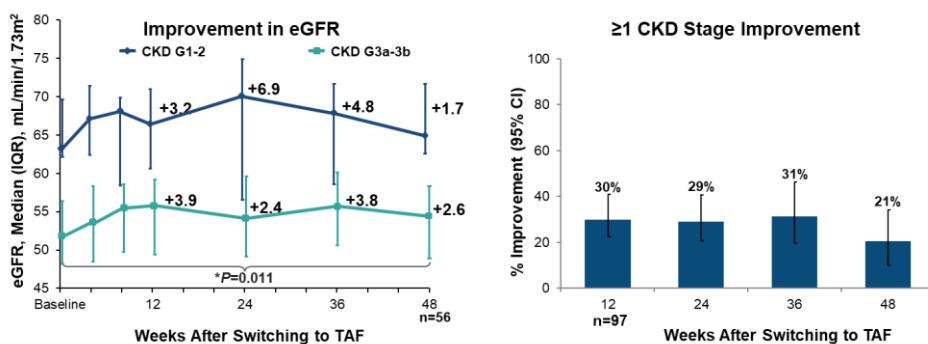 Improvement in eGFR
CKD G1-2
CKD G3a-3b
eGFR, Median (IQR), mL/min/1.73m²
80
75
70
65
60
55
50
45
+3.2
+6.9
+4.8
+1.7
+3.9
+2.4
+3.8
+2.6
*P=0.011
Baseline
12
24
36
48
n=56
Weeks After Switching to TAF
≥1 CKD Stage Improvement
% Improvement (95% CI)
100
80
60
40
20
0
30%
29%
31%
21%
12
24
36
48
n=97
Weeks After Switching to TAF